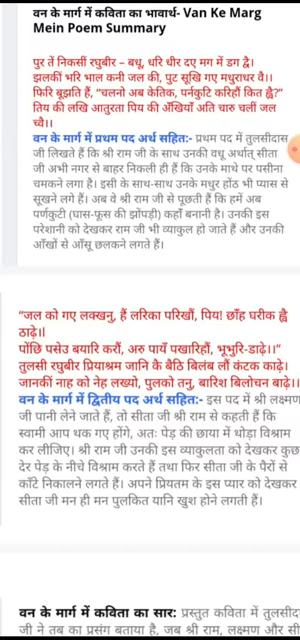 वन के मार्ग में कविता का भावार्थ- Van Ke Marg
Mein Poem Summary
पुर तें निकसीं रघुबीर – बधू, धरि धीर दए मग में डग द्वै।
झलकीं भरि भाल कनी जल की, पुट सूखि गए मधुराधर वै।।
फिरि बूझति हैं, “चलनो अब केतिक, पर्नकुटि करिहौं कित ह्वै?”
तिय की लखि आतुरता पिय की अँखियाँ अति चारु चलीं जल
च्वै।।
वन के मार्ग में प्रथम पद अर्थ सहित:- प्रथम पद में तुलसीदास
जी लिखते हैं कि श्री राम जी के साथ उनकी वधू अर्थात् सीता
जी अभी नगर से बाहर निकली ही हैं कि उनके माथे पर पसीना
चमकने लगा है। इसी के साथ-साथ उनके मधुर होंठ भी प्यास से
सूखने लगे हैं। अब वे श्री राम जी से पूछती हैं कि हमें अब
पर्णकुटी (घास-फूस की झोंपड़ी) कहाँ बनानी है। उनकी इस
परेशानी को देखकर राम जी भी व्याकुल हो जाते हैं और उनकी
आँखों से आँसू छलकने लगते हैं।
“जल को गए लक्खनु, हैं लरिका परिखौं, पिय! छाँह घरीक ह्वै
ठाढ़े।।
पोंछि पसेउ बयारि करौं, अरु पायँ पखारिहौं, भूभुरि-डाढ़े।।”
तुलसी रघुबीर प्रियाश्रम जानि कै बैठि बिलंब लौं कंटक काढ़े।
जानकीं नाह को नेह लख्यो, पुलको तनु, बारिश बिलोचन बाढ़े।।
वन के मार्ग में द्वितीय पद अर्थ सहित:- इस पद में श्री लक्ष्मण
जी पानी लेने जाते हैं, तो सीता जी श्री राम से कहती हैं कि
स्वामी आप थक गए होंगे, अतः पेड़ की छाया में थोड़ा विश्राम
कर लीजिए। श्री राम जी उनकी इस व्याकुलता को देखकर कुछ
देर पेड़ के नीचे विश्राम करते हैं तथा फिर सीता जी के पैरों से
काँटे निकालने लगते हैं। अपने प्रियतम के इस प्यार को देखकर
सीता जी मन ही मन पुलकित यानि खुश होने लगती हैं।
वन के मार्ग में कविता का सार: प्रस्तुत कविता में तुलसीद
जी ने तब का प्रसंग बताया है, जब श्री राम, लक्ष्मण और सी